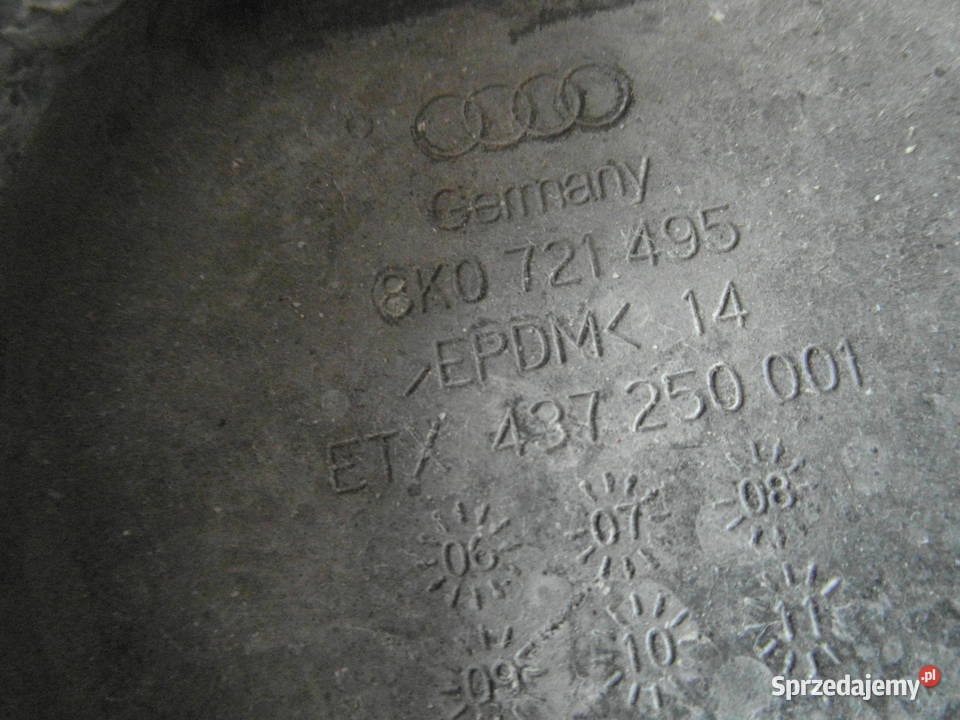 Germany
8K0 721 495
>EPDM< 14
ETX 437 250 001
06 07 08
09 10 11
Sprzedajemy.pl